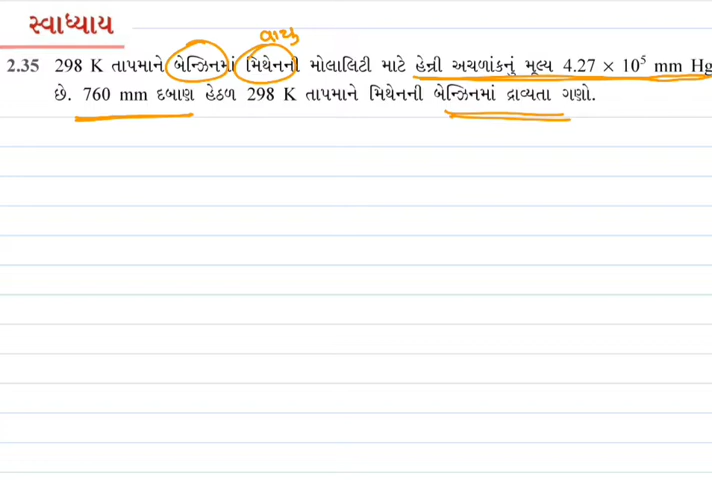 સ્વાધ્યાય
વાયુ
2.35 298 K તાપમાને બેન્ઝિનમાં મિથેનની મોલાલિટી માટે હેન્રી અચળાંકનું મૂલ્ય 4.27 × 10⁵ mm Hg
છે. 760 mm દબાણ હેઠળ 298 K તાપમાને મિથેનની બેન્ઝિનમાં દ્રાવ્યતા ગણો.